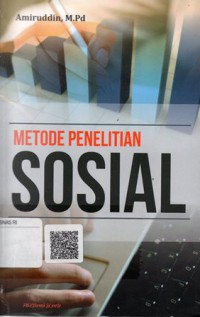 Amiruddin, M.Pd
METODE PENELITIAN
SOSIAL